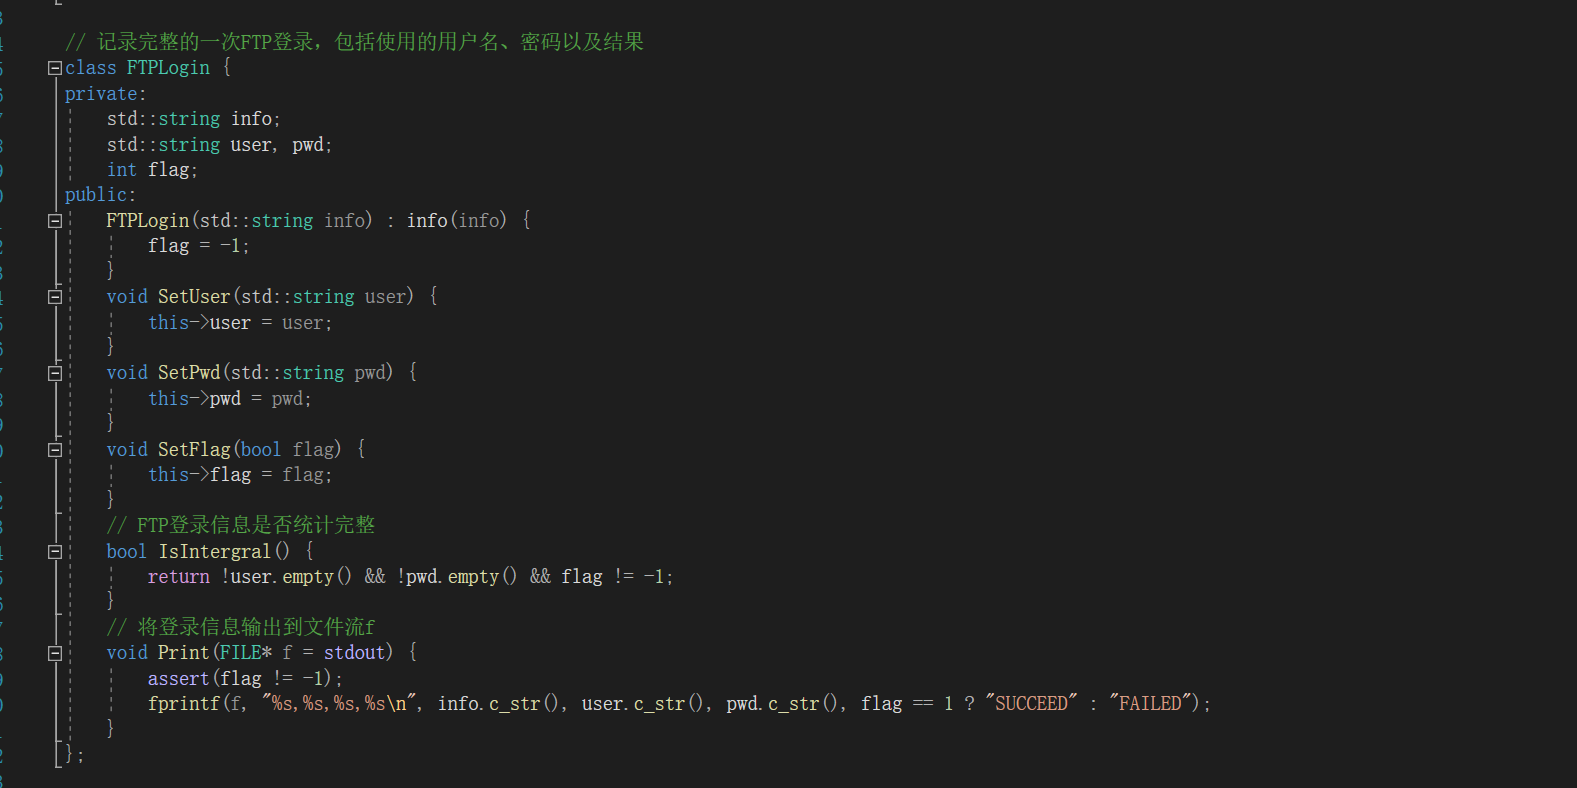 // 记录完整的一次FTP登录，包括使用的用户名、密码以及结果
class FTPLogin {
private:
    std::string info;
    std::string user, pwd;
    int flag;
public:
    FTPLogin(std::string info) : info(info) {
        flag = -1;
    }
    void SetUser(std::string user) {
        this->user = user;
    }
    void SetPwd(std::string pwd) {
        this->pwd = pwd;
    }
    void SetFlag(bool flag) {
        this->flag = flag;
    }
    // FTP登录信息是否统计完整
    bool IsIntergral() {
        return !user.empty() && !pwd.empty() && flag != -1;
    }
    // 将登录信息输出到文件流f
    void Print(FILE* f = stdout) {
        assert(flag != -1);
        fprintf(f, "%s,%s,%s,%s\n", info.c_str(), user.c_str(), pwd.c_str(), flag == 1 ? "SUCCEED" : "FAILED");
    }
};